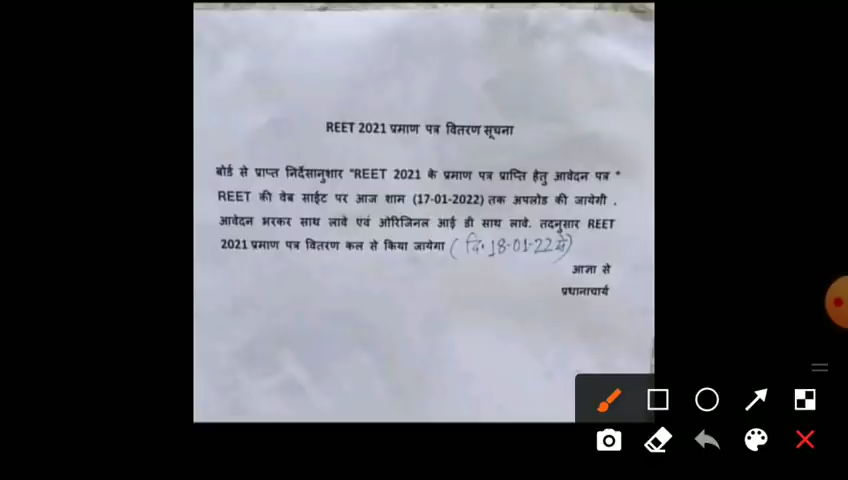 REET 2021 प्रमाण पत्र वितरण सूचना
बोर्ड से प्राप्त निर्देसानुशार "REET 2021 के प्रमाण पत्र प्राप्ति हेतु आवेदन पत्र "
REET की वेब साईट पर आज शाम (17-01-2022) तक अपलोड की जायेगी .
आवेदन भरकर साथ लावे एवं ओरिजिनल आई डी साथ लावे. तदनुसार REET
2021 प्रमाण पत्र वितरण कल से किया जायेगा (दि. 18-01-22 से)
आज्ञा से
प्रधानाचार्य